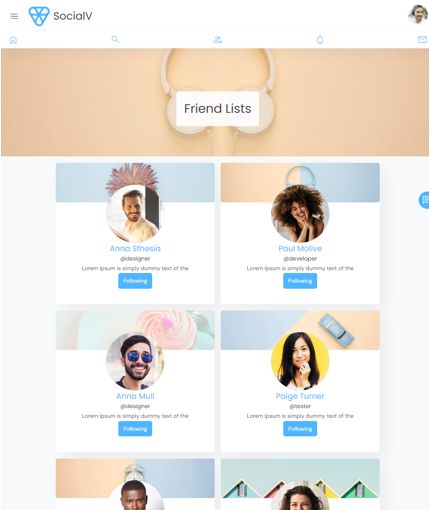 SocialV
Friend Lists
Anna Sthesia
@designer
Lorem Ipsum is simply dummy text of the
Following
Paul Molive
@developer
Lorem Ipsum is simply dummy text of the
Following
Anna Mull
@designer
Lorem Ipsum is simply dummy text of the
Following
Paige Turner
@tester
Lorem Ipsum is simply dummy text of the
Following